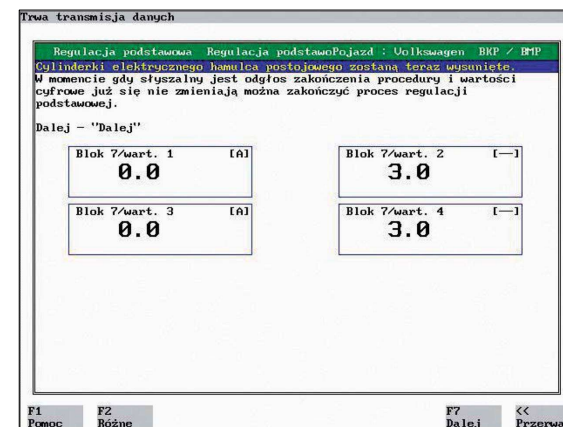 Trwa transmisja danych
Regulacja podstawowa Regulacja podstawoPojazd : Volkswagen BKP / BMP
Cylinderki elektrycznego hamulca postojowego zostaną teraz wysunięte.
W momencie gdy słyszalny jest odgłos zakończenia procedury i wartości
cyfrowe już się nie zmieniają można zakończyć proces regulacji
podstawowej.
Dalej – "Dalej"
Blok 7/wart. 1 [A] Blok 7/wart. 2 [––]
0.0 3.0
Blok 7/wart. 3 [A] Blok 7/wart. 4 [––]
0.0 3.0
F1 F2 F7 <<
Pomoc Różne Dalej Przerwa